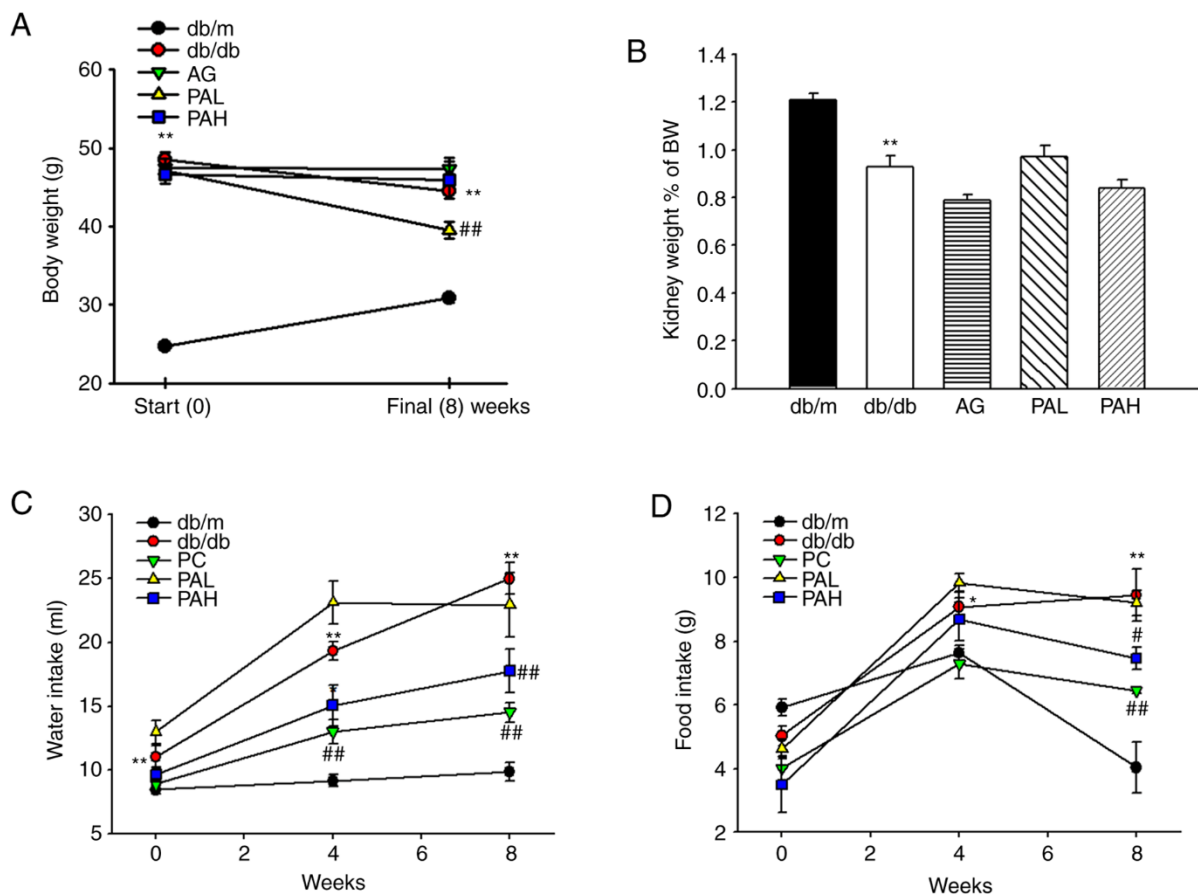 A
db/m
db/db
AG
PAL
PAH
60
50
40
30
20
Body weight (g)
**
**
##
Start (0)
Final (8) weeks
B
1.4
1.2
1.0
0.8
0.6
0.4
0.2
0.0
Kidney weight % of BW
**
db/m
db/db
AG
PAL
PAH
C
db/m
db/db
PC
PAL
PAH
30
25
20
15
10
5
Water intake (ml)
**
**
*
##
**
##
##
0
2
4
6
8
Weeks
D
db/m
db/db
PC
PAL
PAH
12
10
8
6
4
2
Food intake (g)
*
**
#
##
0
2
4
6
8
Weeks